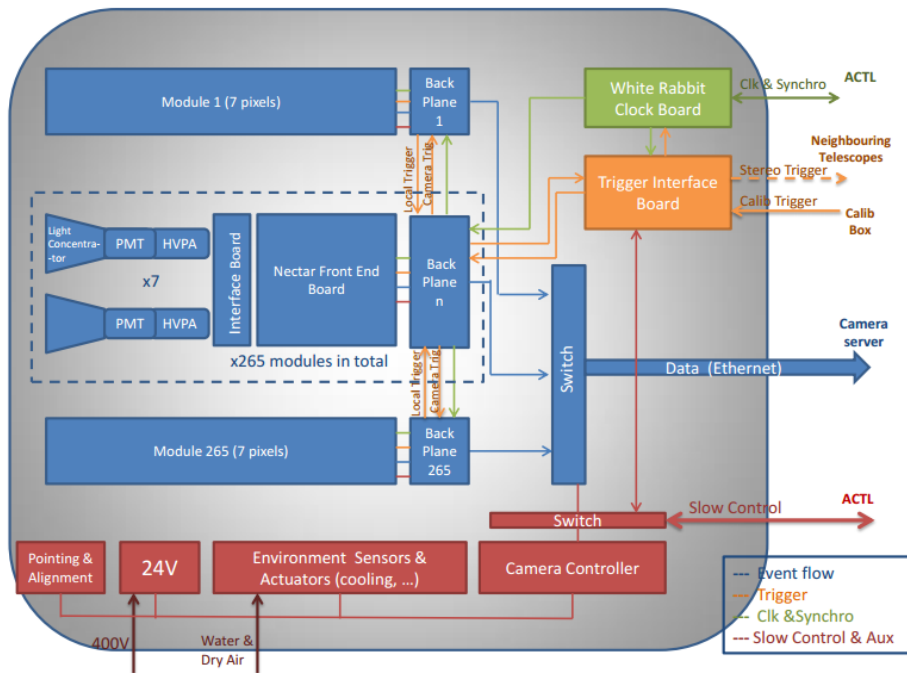 Module 1 (7 pixels)
Back
Plane
1
White Rabbit
Clock Board
Clk & Synchro
ACTL
Local Trigger
Camera Trig
Trigger Interface
Board
Neighbouring
Telescopes
Stereo Trigger
Calib Trigger
Calib
Box
Light
Concentra-
-ator
PMT
HVPA
x7
PMT
HVPA
Interface Board
Nectar Front End
Board
Back
Plane
n
x265 modules in total
Switch
Camera
server
Data (Ethernet)
Local Trigger
Camera Trig
Module 265 (7 pixels)
Back
Plane
265
Switch
Slow Control
ACTL
Pointing &
Alignment
24V
Environment Sensors &
Actuators (cooling, ...)
Camera Controller
400V
Water &
Dry Air
--- Event flow
--- Trigger
--- Clk &Synchro
--- Slow Control & Aux